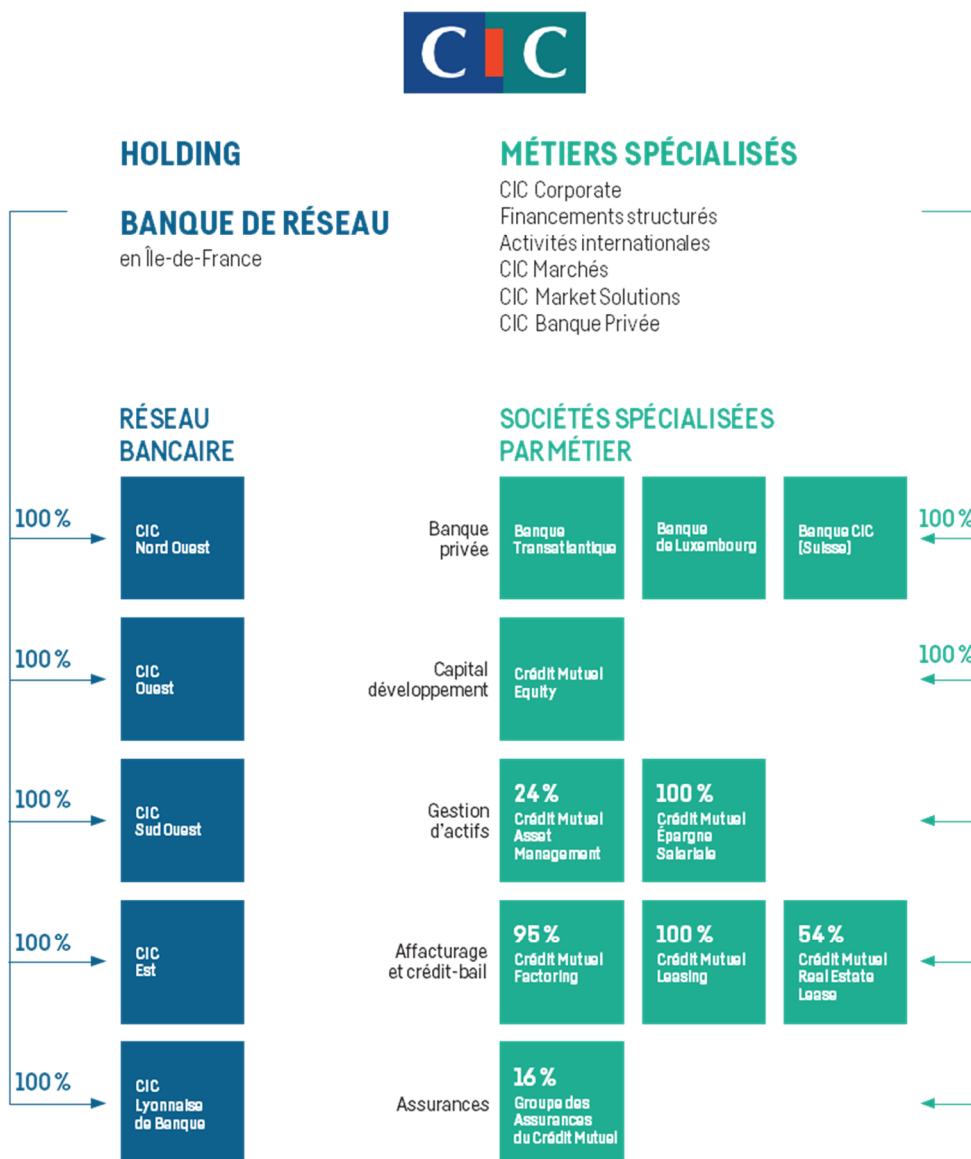 CIC
HOLDING
BANQUE DE RÉSEAU
en Île-de-France
MÉTIERS SPÉCIALISÉS
CIC Corporate
Financements structurés
Activités internationales
CIC Marchés
CIC Market Solutions
CIC Banque Privée
RÉSEAU
BANCAIRE
100 %
CIC
Nord Ouest
100 %
CIC
Ouest
100 %
CIC
Sud Ouest
100 %
CIC
Est
100 %
CIC
Lyonnaise
de Banque
SOCIÉTÉS SPÉCIALISÉES
PAR MÉTIER
Banque
privée
Banque
Transatlantique
Banque
de Luxembourg
Banque CIC
(Suisse)
100 %
Capital
développement
Crédit Mutuel
Equity
100 %
Gestion
d'actifs
24 %
Crédit Mutuel
Asset
Management
100 %
Crédit Mutuel
Épargne
Salariale
Affacturage
et crédit-bail
95 %
Crédit Mutuel
Factoring
100 %
Crédit Mutuel
Leasing
54 %
Crédit Mutuel
Real Estate
Lease
Assurances
16 %
Groupe des
Assurances
du Crédit Mutuel